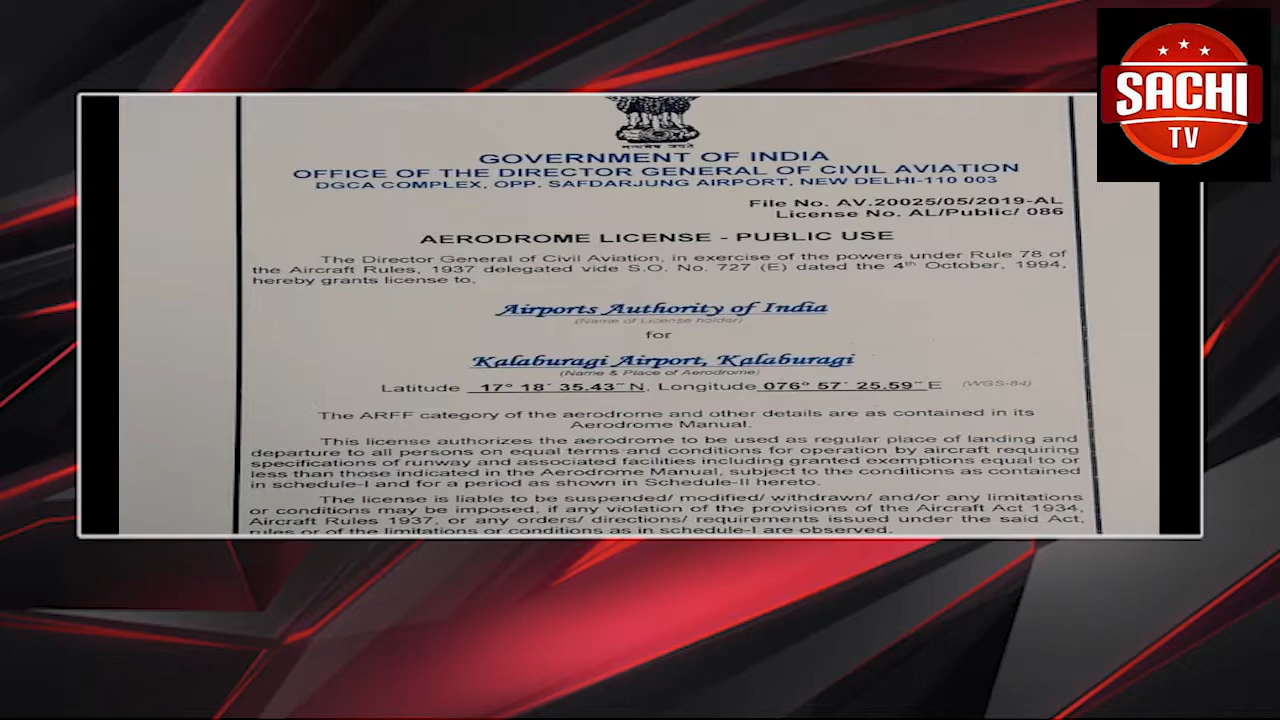 SACHI
TV
GOVERNMENT OF INDIA
OFFICE OF THE DIRECTOR GENERAL OF CIVIL AVIATION
DGCA COMPLEX, OPP. SAFDARJUNG AIRPORT, NEW DELHI-110 003
File No. AV.20025/05/2019-AL
License No. AL/Public/ 086
AERODROME LICENSE - PUBLIC USE
The Director General of Civil Aviation, in exercise of the powers under Rule 78 of
the Aircraft Rules, 1937 delegated vide S.O. No. 727 (E) dated the 4th October, 1994,
hereby grants license to,
Airports Authority of India
(Name of License holder)
for
Kalaburagi Airport, Kalaburagi
(Name & Place of Aerodrome)
Latitude 17° 18´ 35.43˝ N, Longitude 076° 57´ 25.59˝ E (WGS-84)
The ARFF category of the aerodrome and other details are as contained in its
Aerodrome Manual.
This license authorizes the aerodrome to be used as regular place of landing and
departure to all persons on equal terms and conditions for operation by aircraft requiring
specifications of runway and associated facilities including granted exemptions equal to or
less than those indicated in the Aerodrome Manual, subject to the conditions as contained
in schedule-I and for a period as shown in Schedule-II hereto.
The license is liable to be suspended/ modified/ withdrawn/ and/or any limitations
or conditions may be imposed, if any violation of the provisions of the Aircraft Act 1934,
Aircraft Rules 1937, or any orders/ directions/ requirements issued under the said Act,
rules or of the limitations or conditions as in schedule-I are observed.